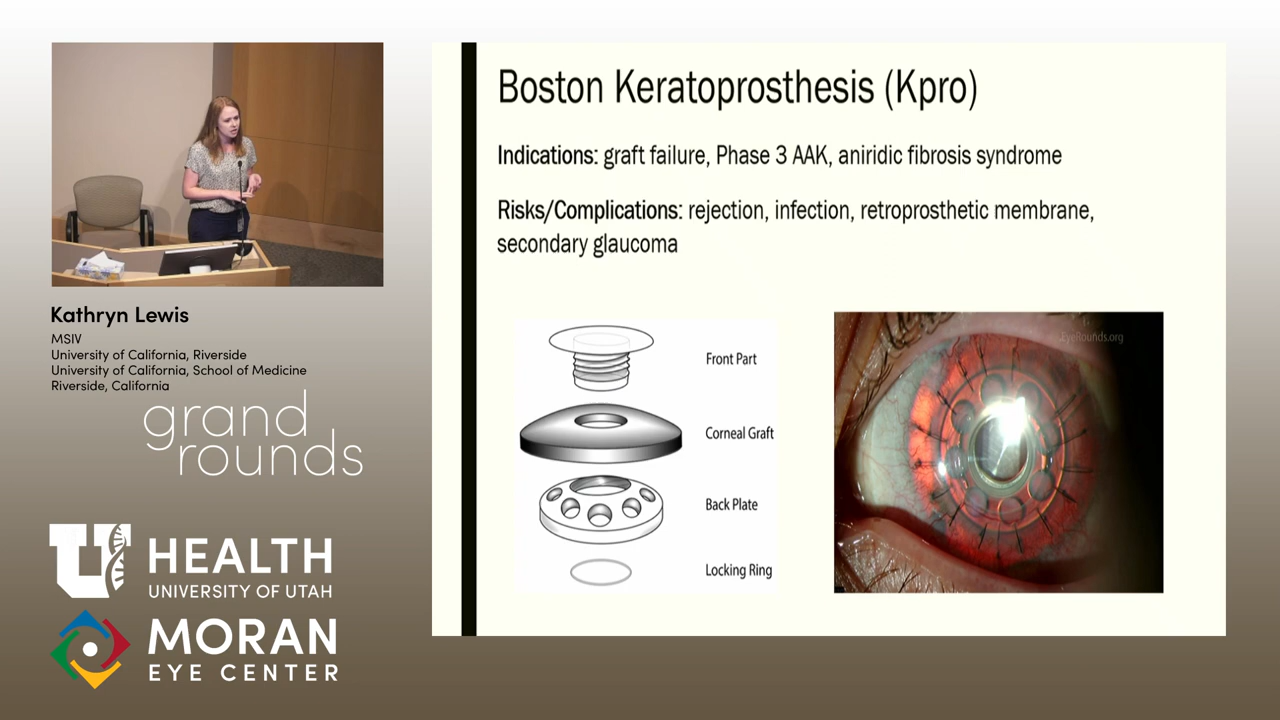 Kathryn Lewis
MSIV
University of California, Riverside
University of California, School of Medicine
Riverside, California
grand
rounds
U
HEALTH
UNIVERSITY OF UTAH
MORAN
EYE CENTER
Boston Keratoprosthesis (Kpro)
Indications: graft failure, Phase 3 AAK, aniridic fibrosis syndrome
Risks/Complications: rejection, infection, retroprosthetic membrane,
secondary glaucoma
Front Part
Corneal Graft
Back Plate
Locking Ring
EyeRounds.org